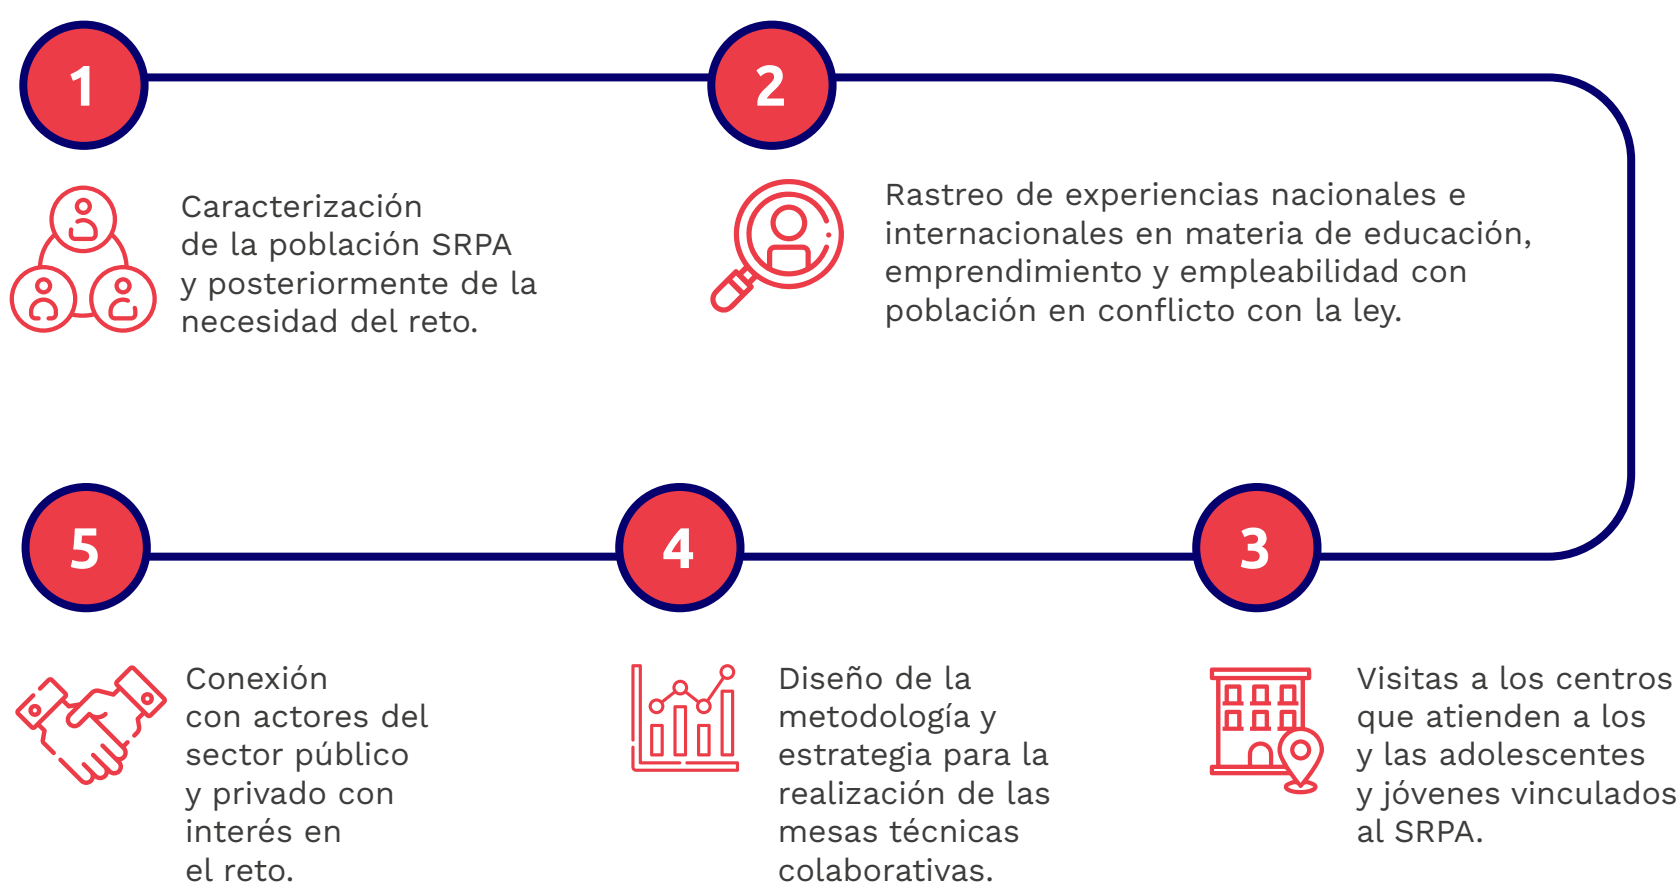 1
Caracterización
de la población SRPA
y posteriormente de la
necesidad del reto.
2
Rastreo de experiencias nacionales e
internacionales en materia de educación,
emprendimiento y empleabilidad con
población en conflicto con la ley.
3
Visitas a los centros
que atienden a los
y las adolescentes
y jóvenes vinculados
al SRPA.
4
Diseño de la
metodología y
estrategia para la
realización de las
mesas técnicas
colaborativas.
5
Conexión
con actores del
sector público
y privado con
interés en
el reto.